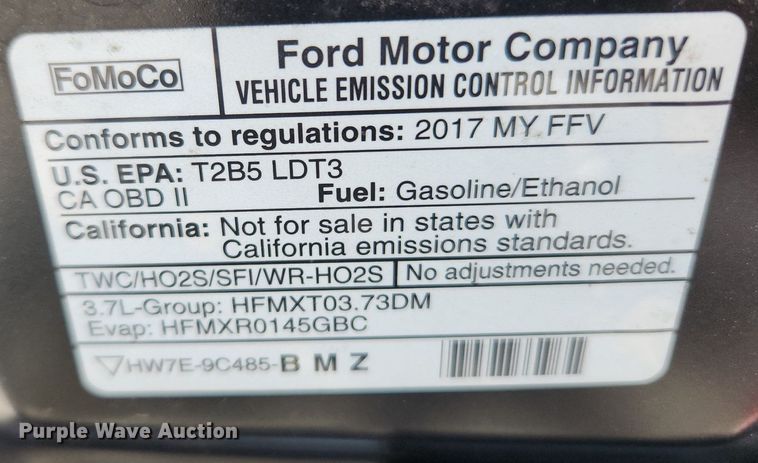 FoMoCo
Ford Motor Company
VEHICLE EMISSION CONTROL INFORMATION
Conforms to regulations: 2017 MY FFV
U.S. EPA: T2B5 LDT3
CA OBD II Fuel: Gasoline/Ethanol
California: Not for sale in states with
California emissions standards.
TWC/HO2S/SFI/WR-HO2S No adjustments needed.
3.7L-Group: HFMXT03.73DM
Evap: HFMXR0145GBC
HW7E-9C485-B M Z
Purple Wave Auction